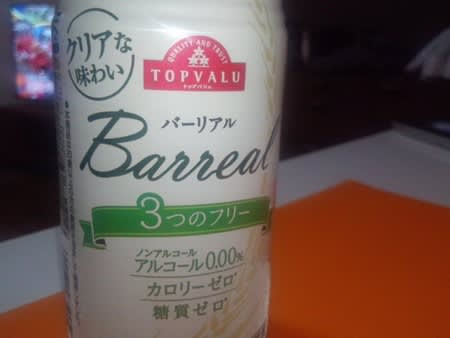 クリアな
味わい
QUALITY AND TRUST
TOPVALU
トップバリュ
バーリアル
Barreal
3つのフリー
ノンアルコール
アルコール0.00%
カロリーゼロ*
糖質ゼロ*